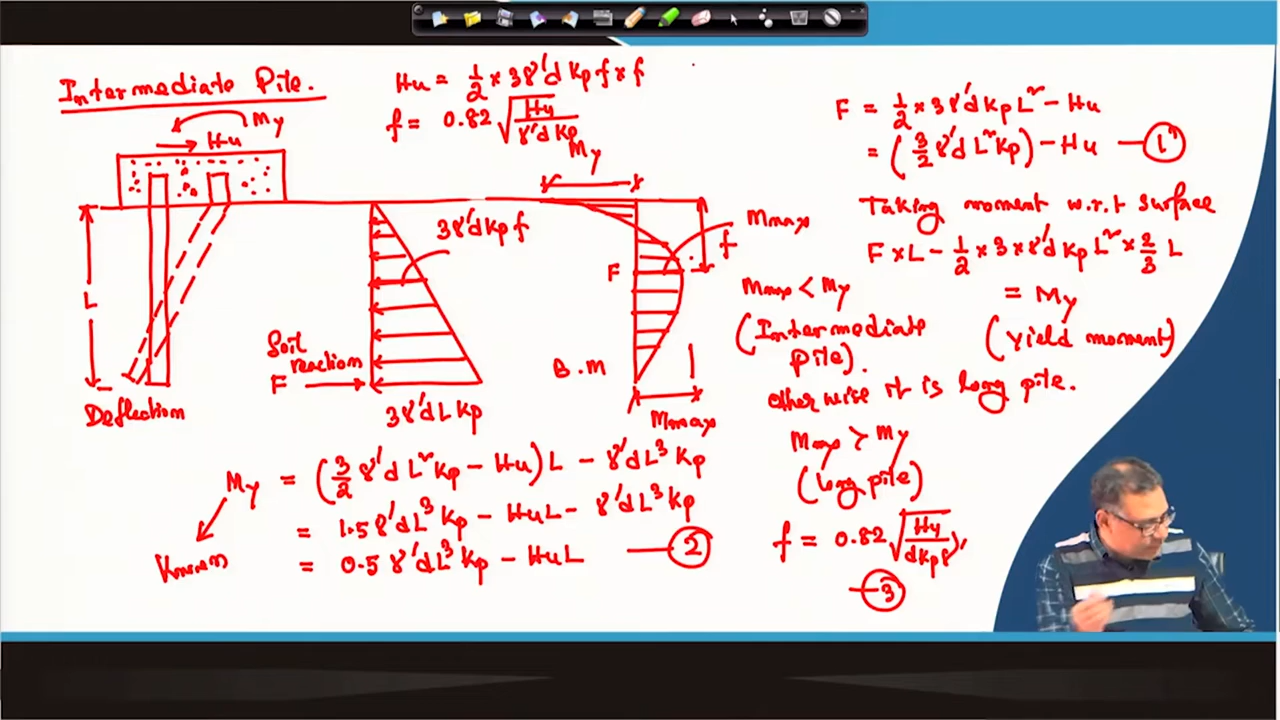 Intermediate Pile.
My
Hu
L
Deflection
Hu = 1/2 × 3γ'd Kp f × f
f = 0.82 √(Hu / γ'd Kp)
3γ'd Kp f
Soil
reaction
F
3γ'd L Kp
My
F
f
Mmax
B.M
Mmax
My = (3/2 γ'd L² Kp - Hu) L - γ'd L³ Kp
= 1.5 γ'd L³ Kp - Hu L - γ'd L³ Kp
Known
= 0.5 γ'd L³ Kp - Hu L — 2
F = 1/2 × 3γ'd Kp L² - Hu
= (3/2 γ'd L² Kp) - Hu — 1
Taking moment w.r.t surface
F × L - 1/2 × 3 × γ'd Kp L² × 2/3 L
= My
(yield moment)
Mmax < My
(Intermediate
pile).
otherwise it is long pile.
Mmax > My
(long pile)
f = 0.82 √(Hu / d Kp γ')
— 3